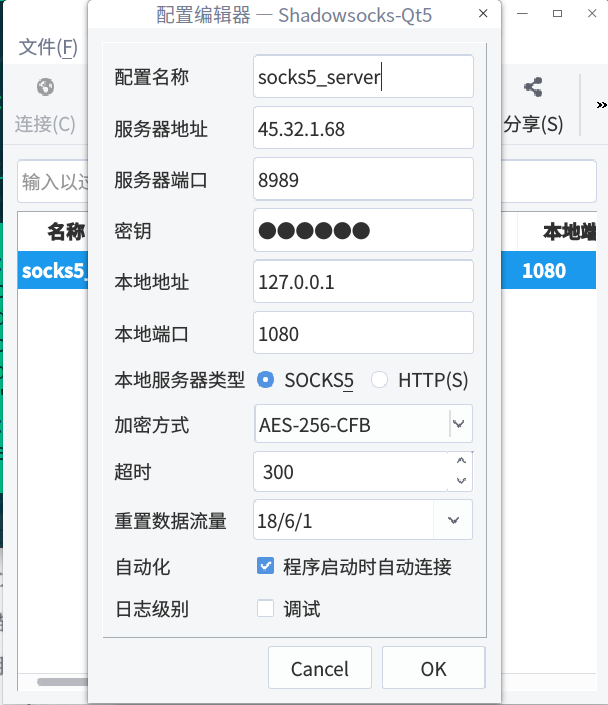 配置编辑器 — Shadowsocks-Qt5
文件(F)
连接(C)
分享(S)
输入以过
名称
本地端
socks5_
1080
配置名称
socks5_server
服务器地址
45.32.1.68
服务器端口
8989
密钥
●●●●●●
本地地址
127.0.0.1
本地端口
1080
本地服务器类型
SOCKS5
HTTP(S)
加密方式
AES-256-CFB
超时
300
重置数据流量
18/6/1
自动化
程序启动时自动连接
日志级别
调试
Cancel
OK